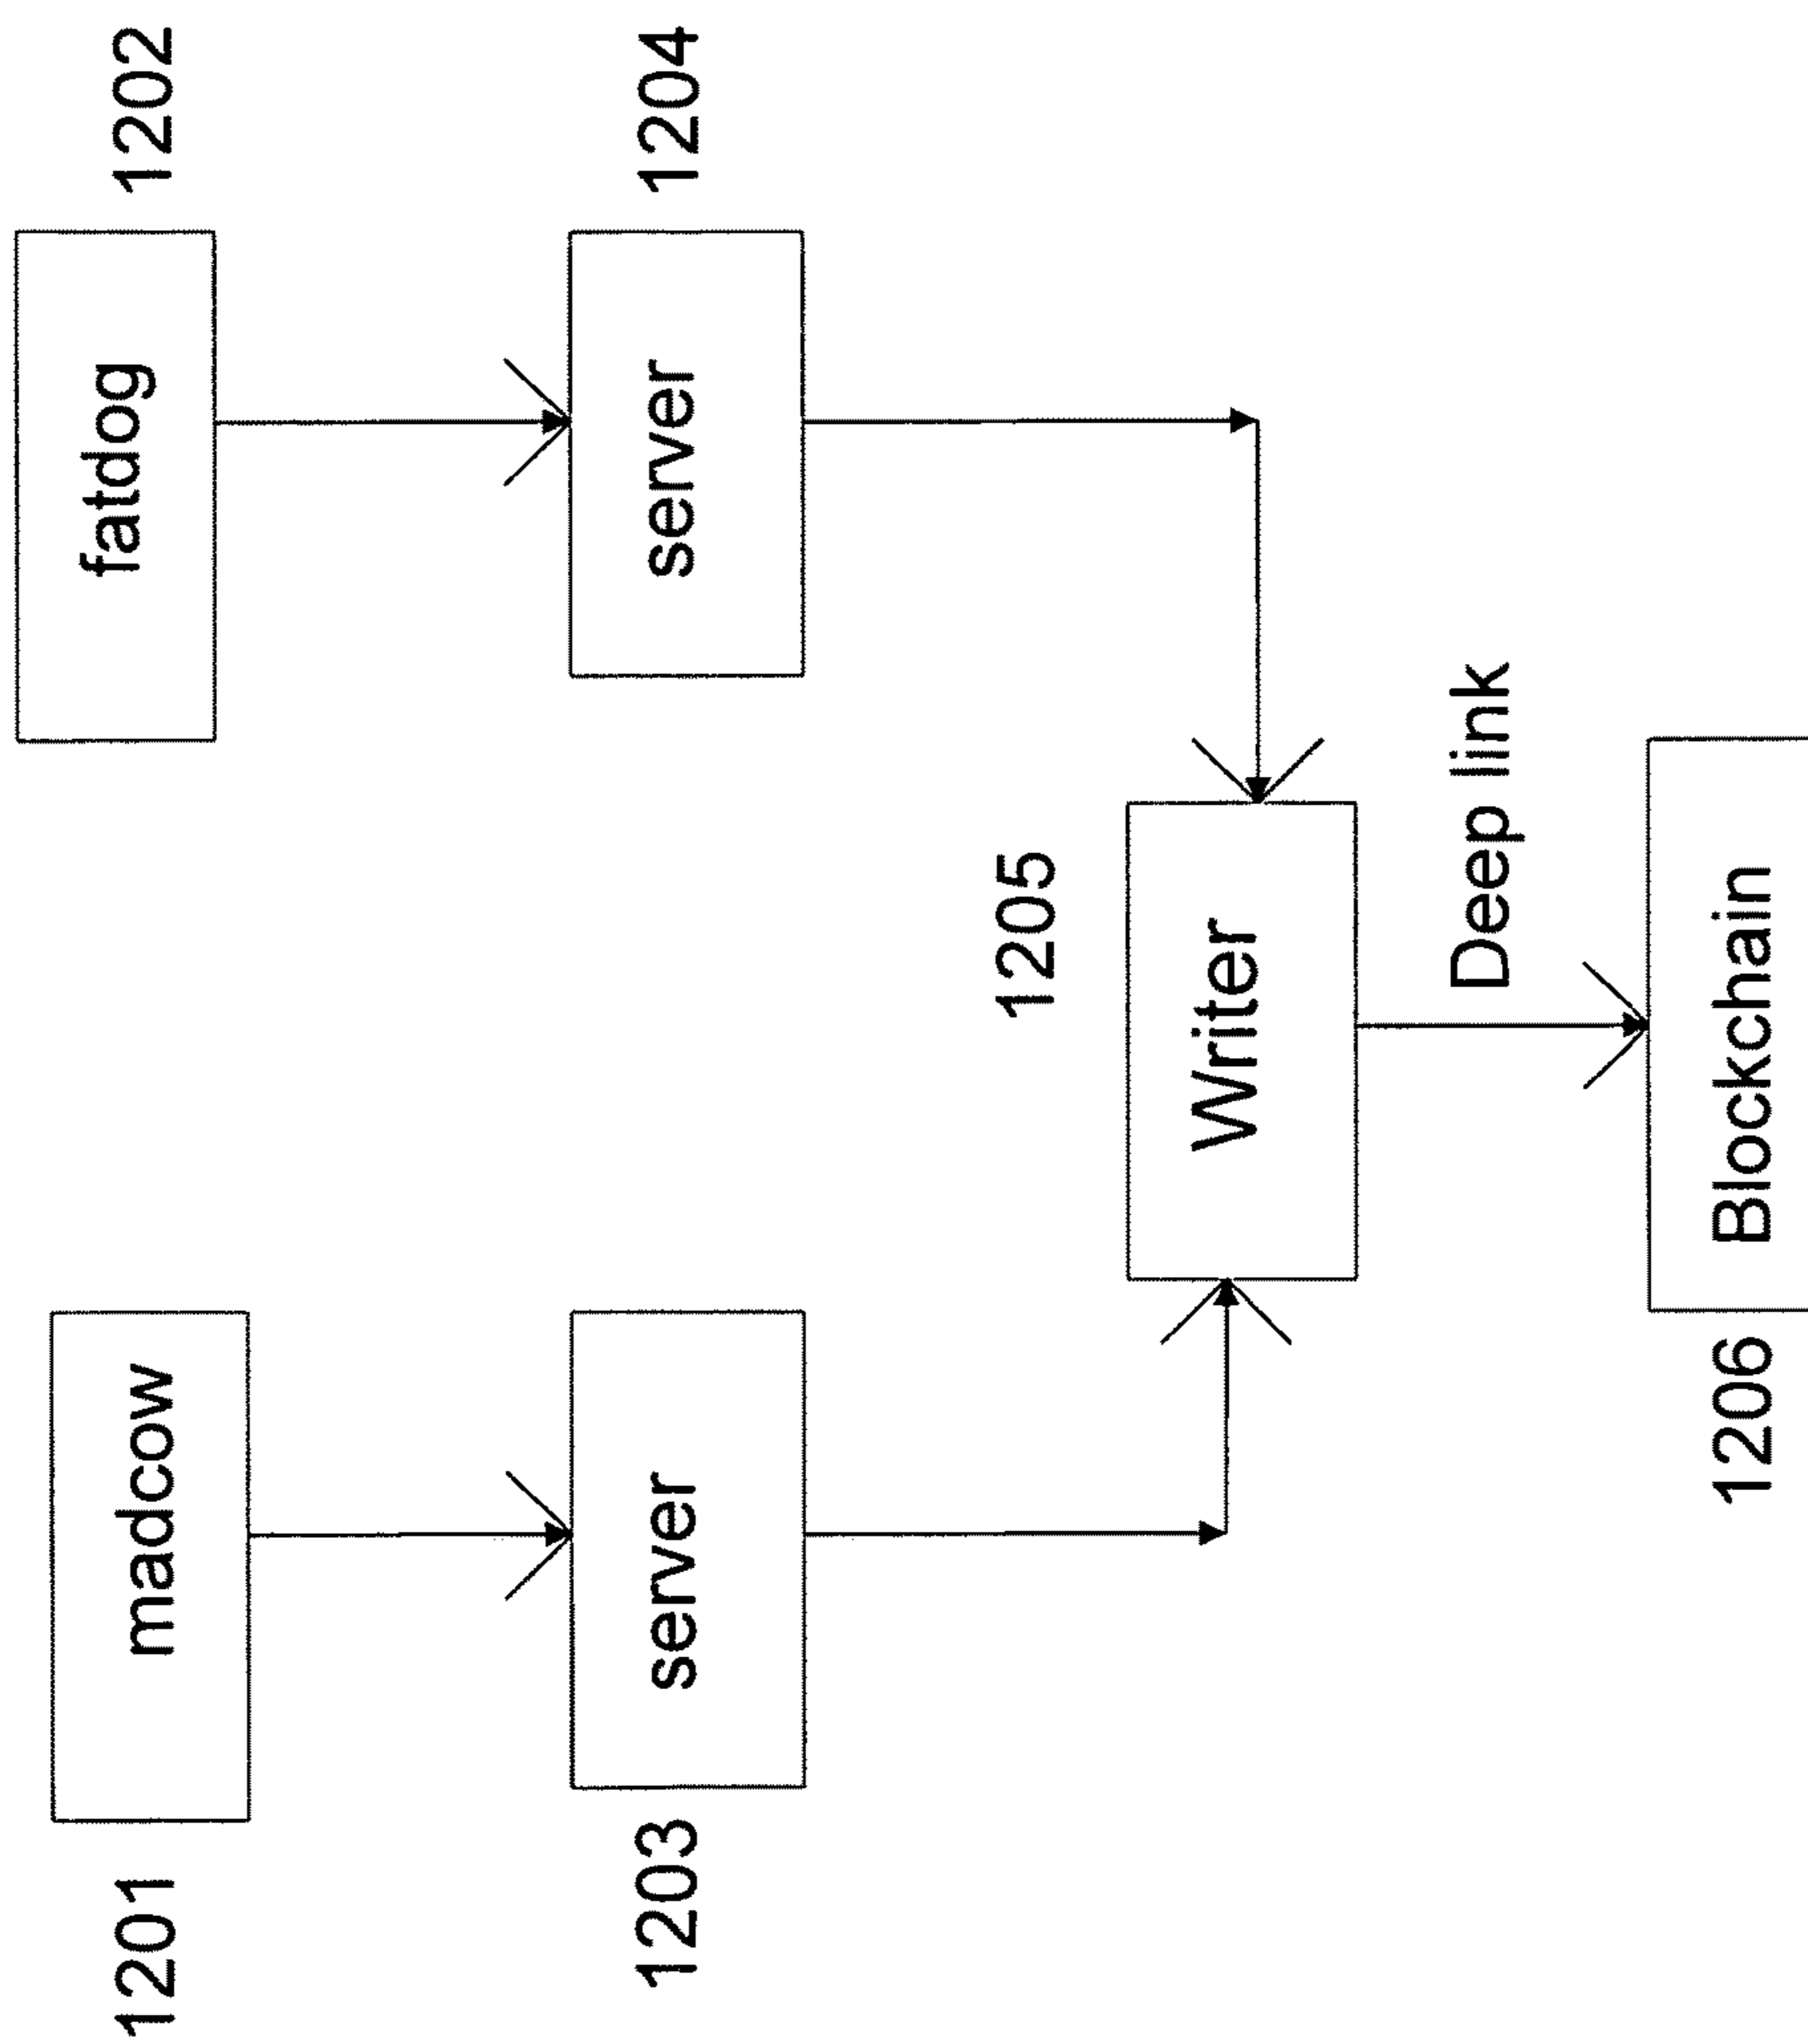 1201
madcow
fatdog
1202
1203
server
server
1204
1205
Writer
Deep link
1206
Blockchain